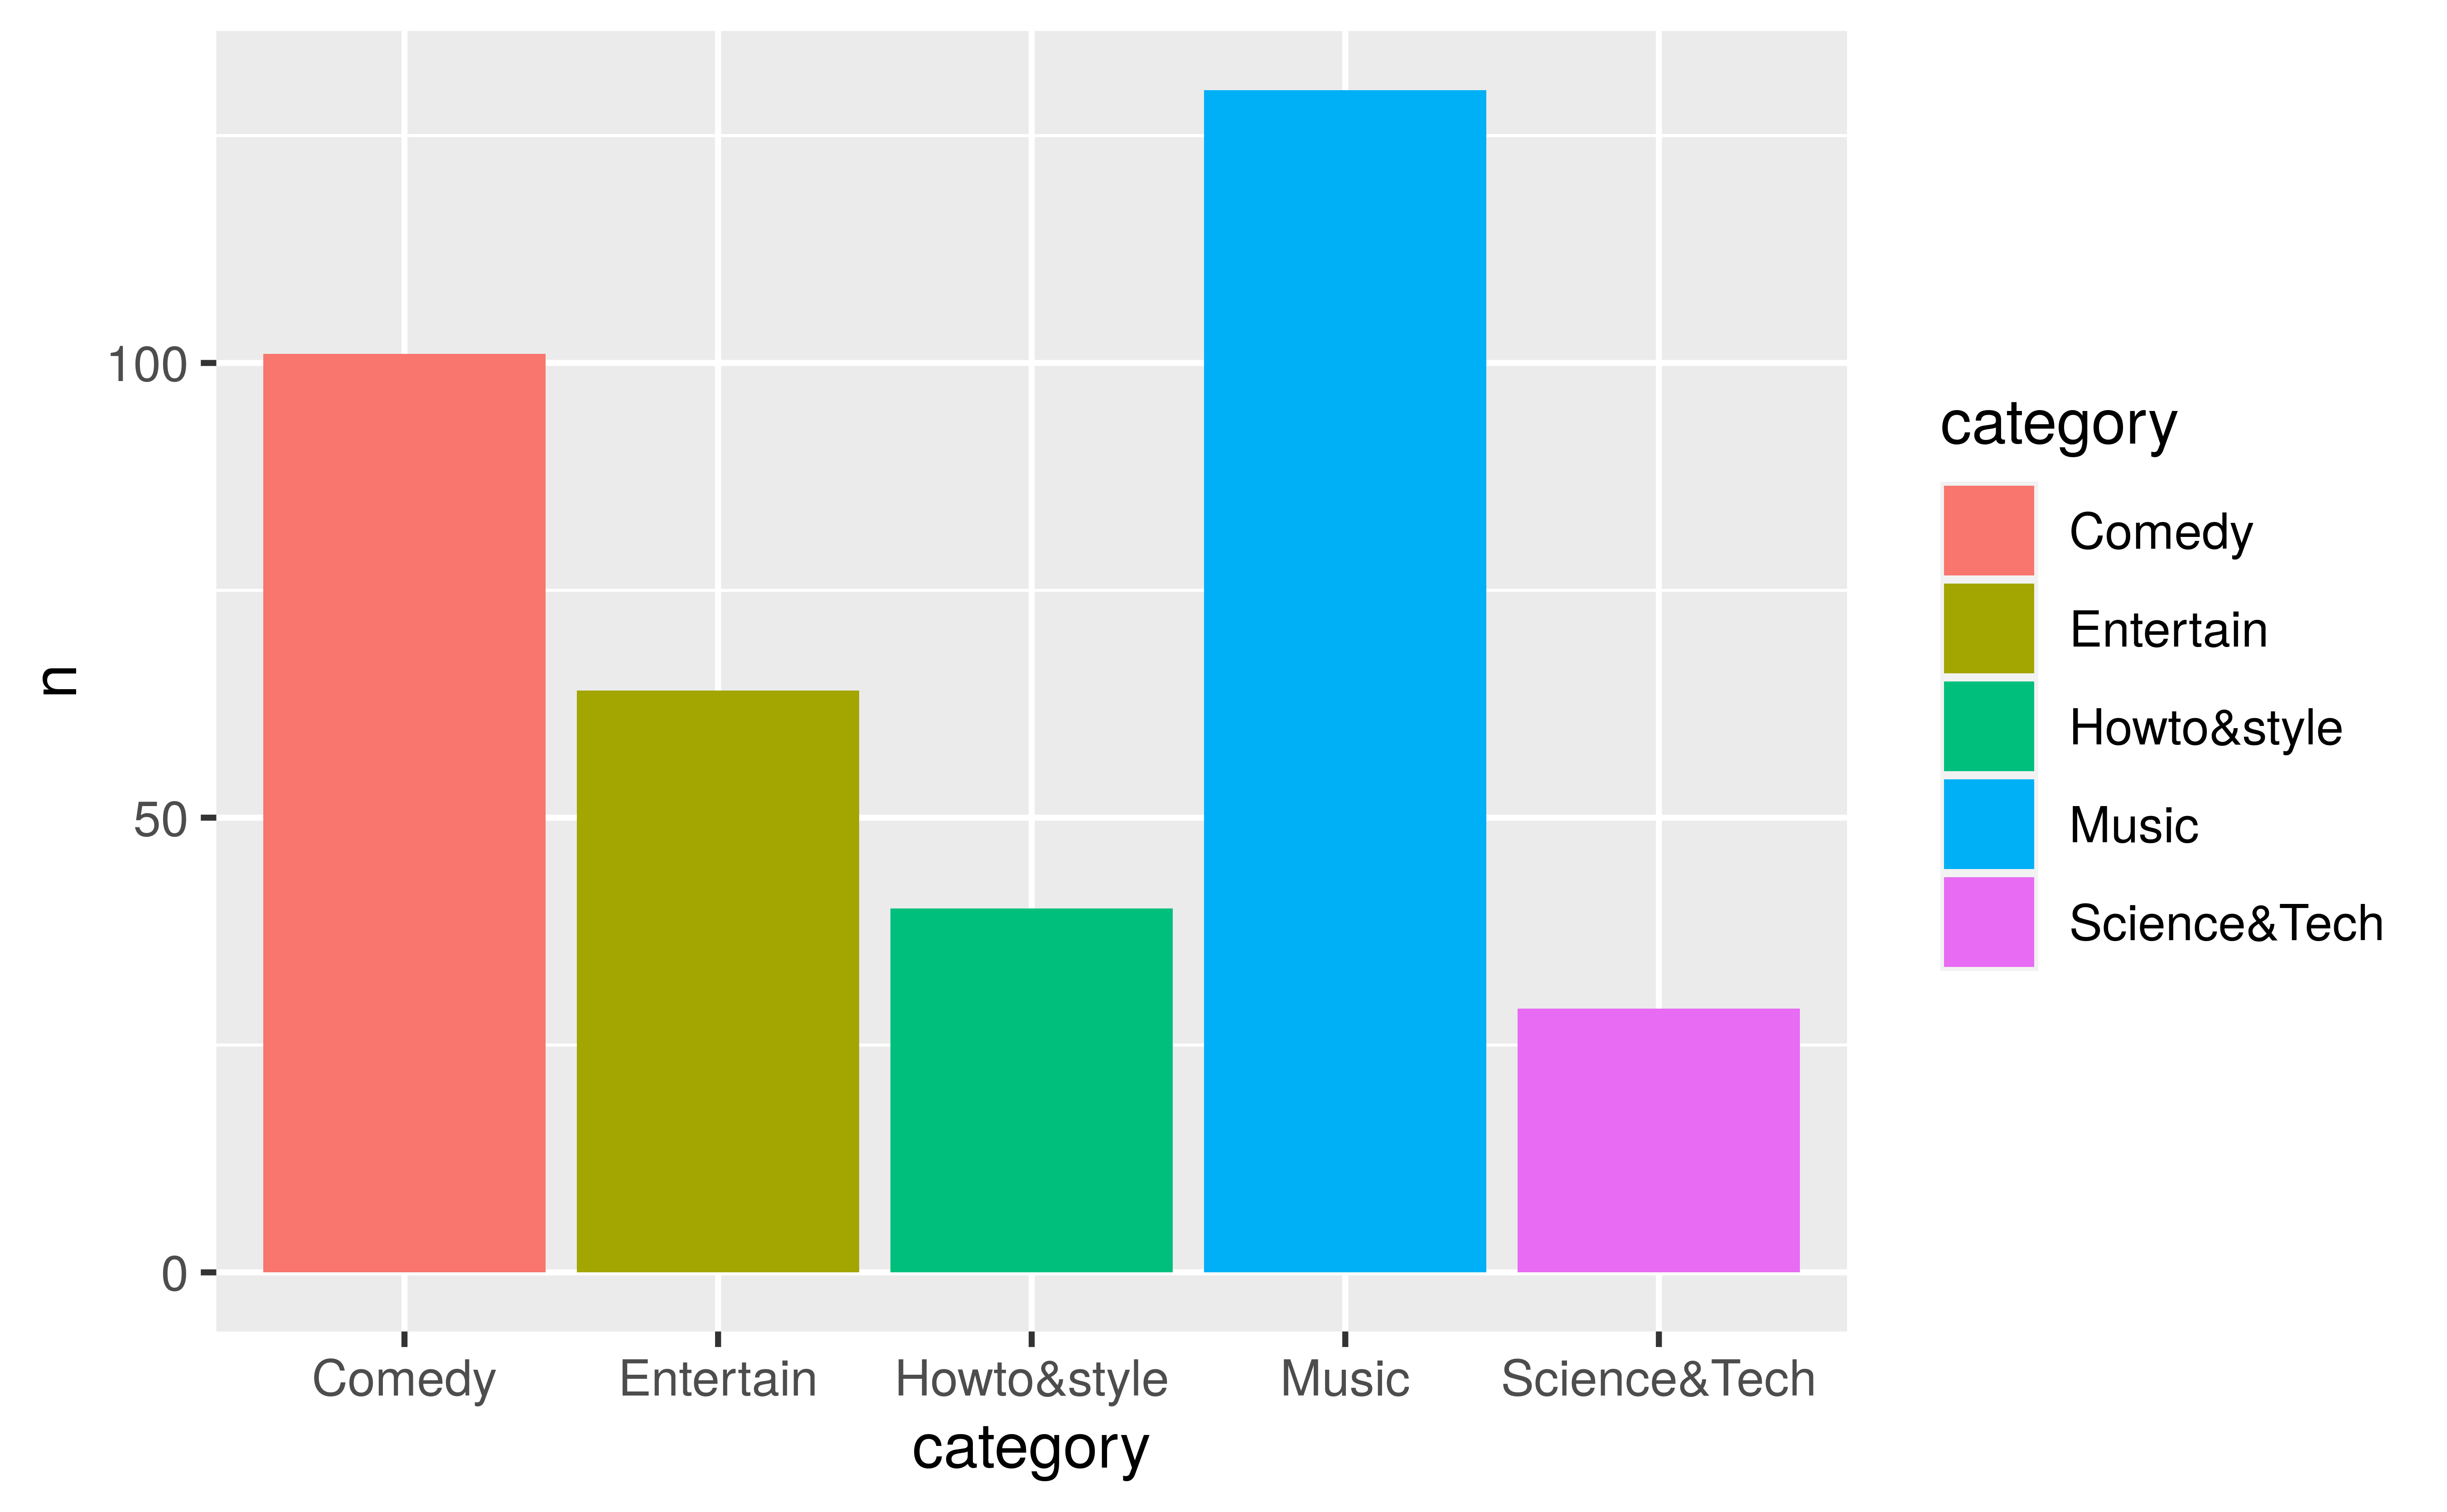 n
100
50
0
Comedy Entertain Howto&style Music Science&Tech
category
category
Comedy
Entertain
Howto&style
Music
Science&Tech